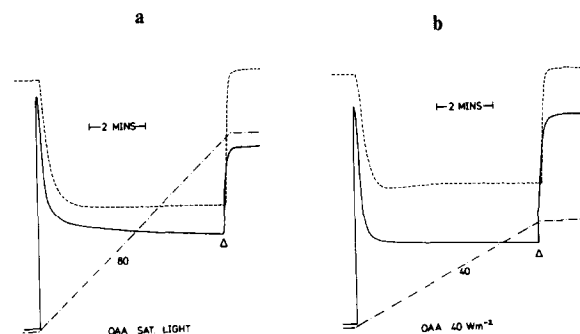 a
b
2 MINS
2 MINS
80
40
Δ
Δ
OAA SAT. LIGHT
OAA 40 Wm⁻²